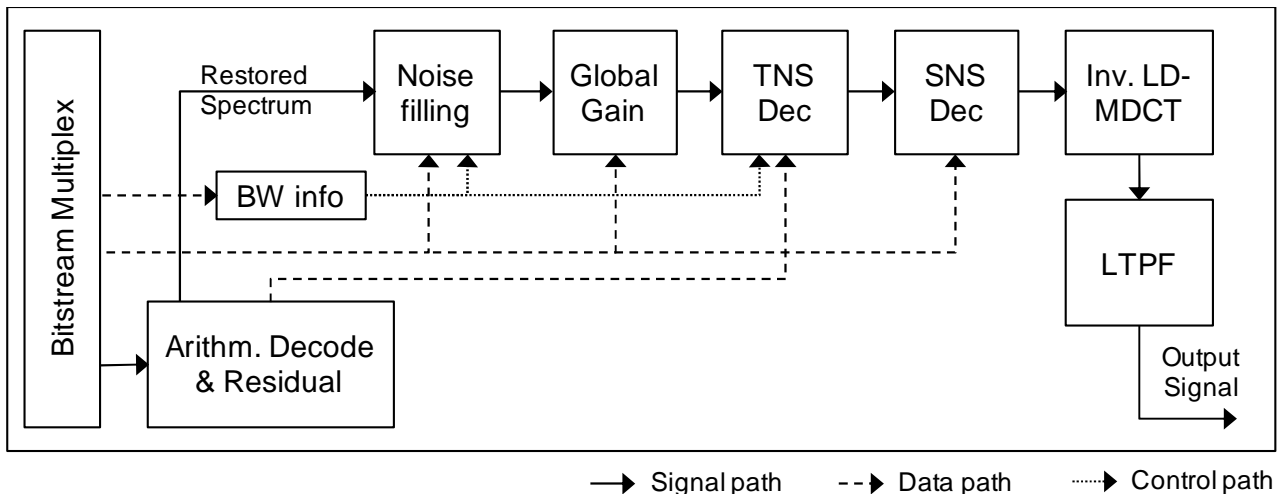 Bitstream Multiplex
Restored
Spectrum
Noise
filling
Global
Gain
TNS
Dec
SNS
Dec
Inv. LD-
MDCT
BW info
LTPF
Arithm. Decode
& Residual
Output
Signal
Signal path
Data path
Control path